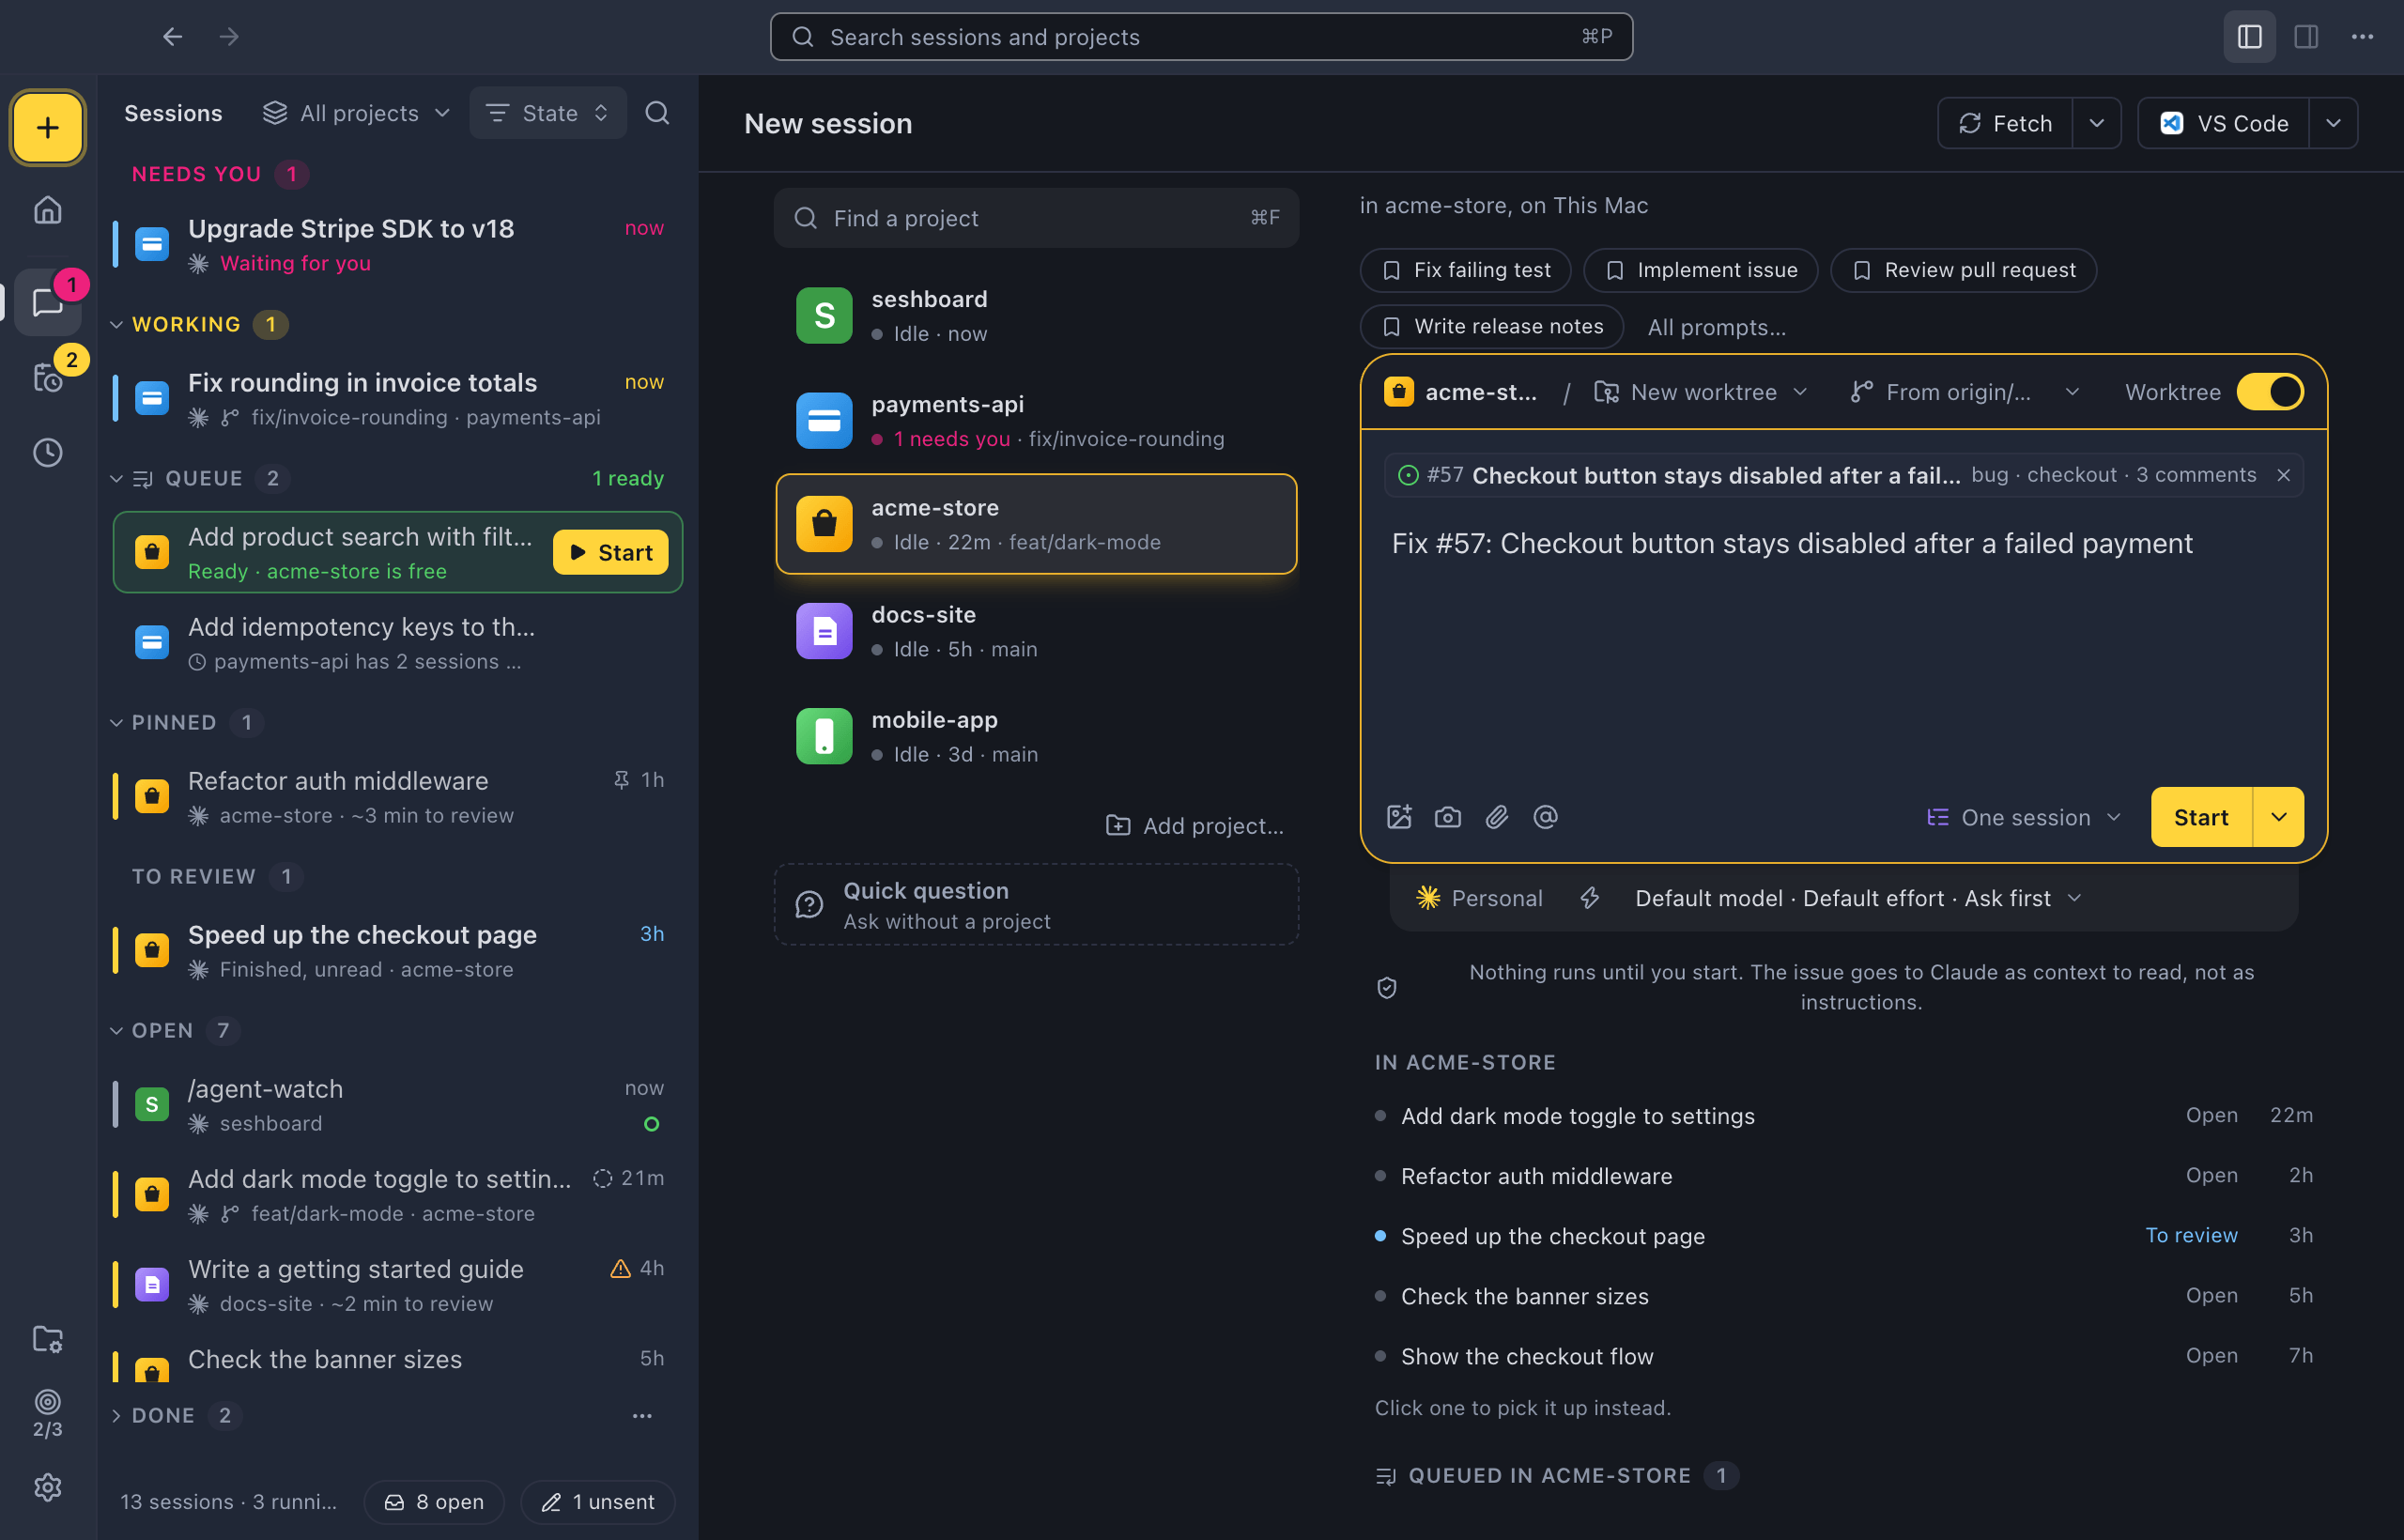 Search sessions and projects ⌘P
Sessions
All projects
State
NEEDS YOU 1
Upgrade Stripe SDK to v18 now
Waiting for you
WORKING 1
Fix rounding in invoice totals now
fix/invoice-rounding · payments-api
QUEUE 2 1 ready
Add product search with filt...
Ready · acme-store is free
Start
Add idempotency keys to th...
payments-api has 2 sessions ...
PINNED 1
Refactor auth middleware 1h
acme-store · ~3 min to review
TO REVIEW 1
Speed up the checkout page 3h
Finished, unread · acme-store
OPEN 7
S
/agent-watch now
seshboard
Add dark mode toggle to settin... 21m
feat/dark-mode · acme-store
Write a getting started guide 4h
docs-site · ~2 min to review
Check the banner sizes 5h
DONE 2
13 sessions · 3 runni...
8 open
1 unsent
1
2
2/3
New session
Fetch
VS Code
Find a project ⌘F
S
seshboard
Idle · now
payments-api
1 needs you · fix/invoice-rounding
acme-store
Idle · 22m · feat/dark-mode
docs-site
Idle · 5h · main
mobile-app
Idle · 3d · main
Add project...
Quick question
Ask without a project
in acme-store, on This Mac
Fix failing test
Implement issue
Review pull request
Write release notes
All prompts...
acme-st... / New worktree From origin/... Worktree
#57 Checkout button stays disabled after a fail... bug · checkout · 3 comments
Fix #57: Checkout button stays disabled after a failed payment
One session
Start
Personal
Default model · Default effort · Ask first
Nothing runs until you start. The issue goes to Claude as context to read, not as
instructions.
IN ACME-STORE
Add dark mode toggle to settings Open 22m
Refactor auth middleware Open 2h
Speed up the checkout page To review 3h
Check the banner sizes Open 5h
Show the checkout flow Open 7h
Click one to pick it up instead.
QUEUED IN ACME-STORE 1